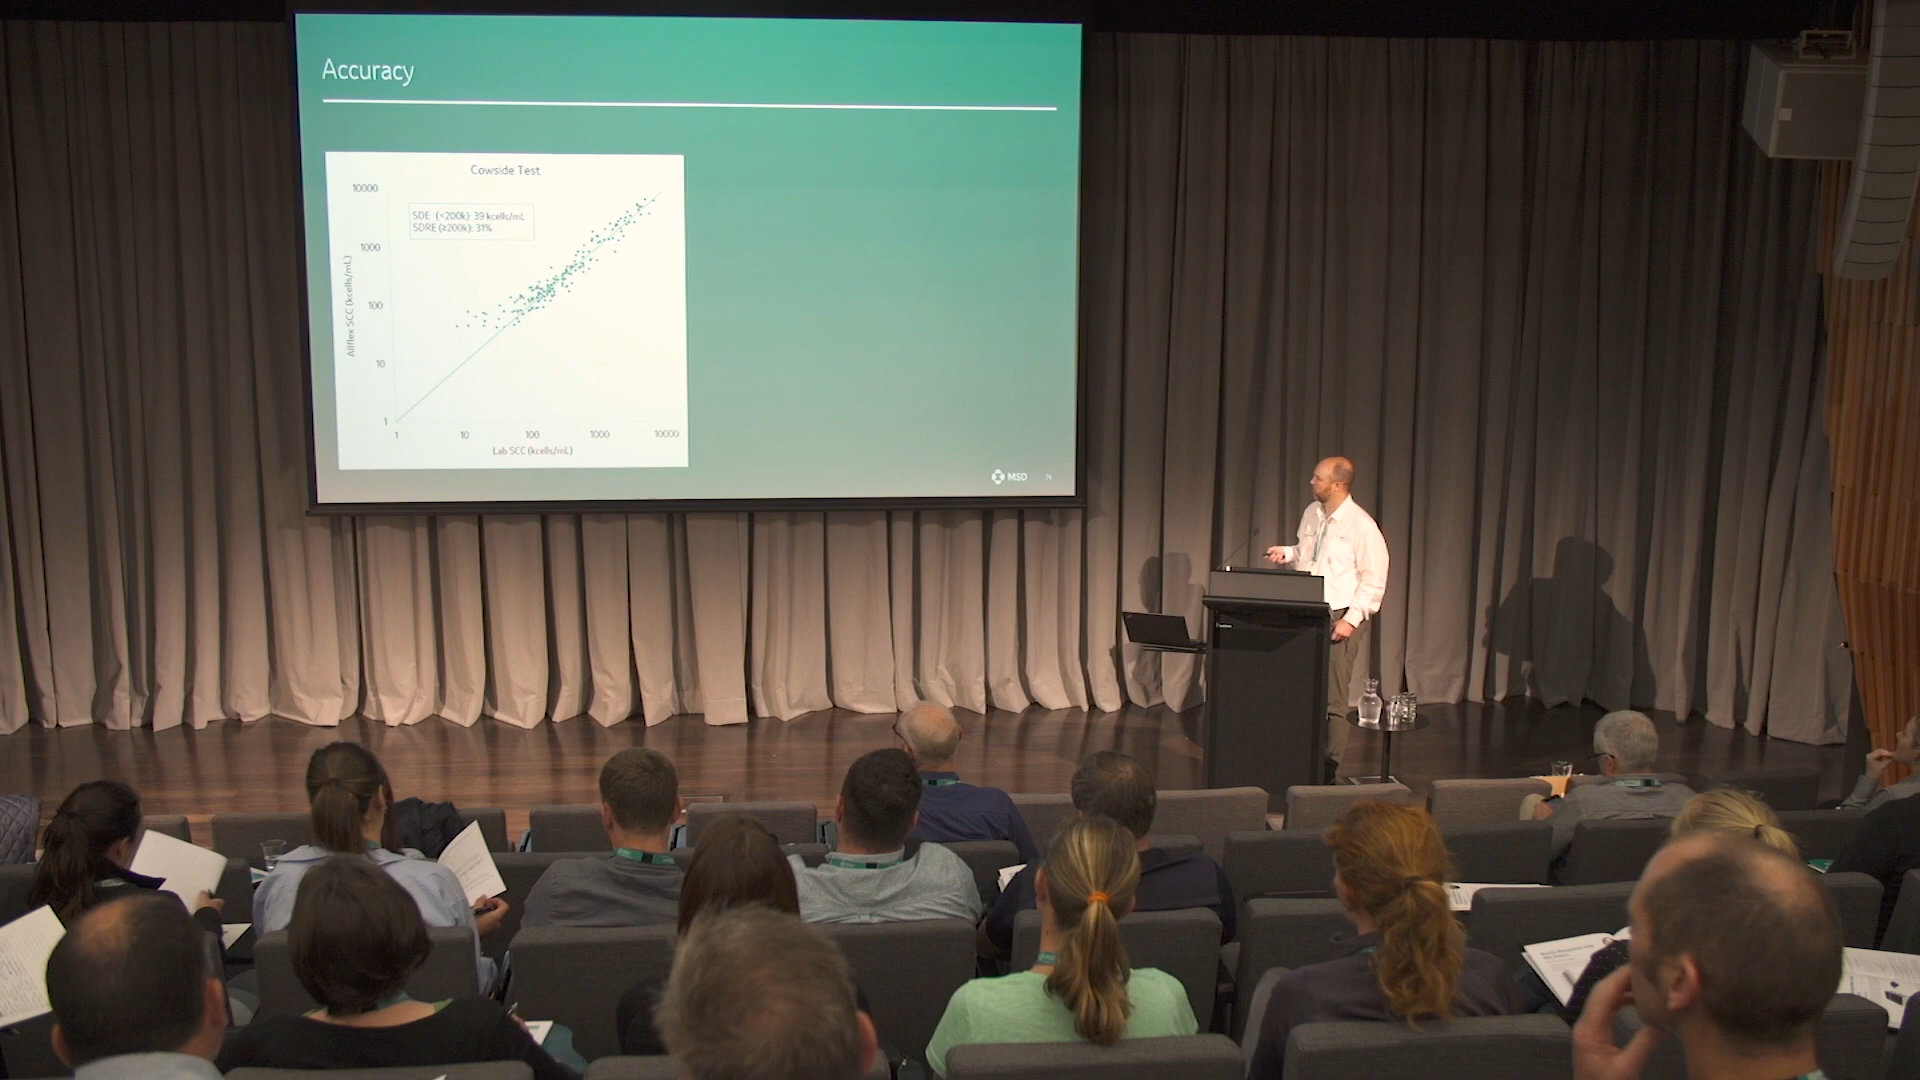 Accuracy
Cowside Test
10000
1000
100
10
1
SDE (<200k): 39 kcells/mL
SDRE (≥200k): 31%
Allflex SCC (kcells/mL)
1
10
100
1000
10000
Lab SCC (kcells/mL)
MSD